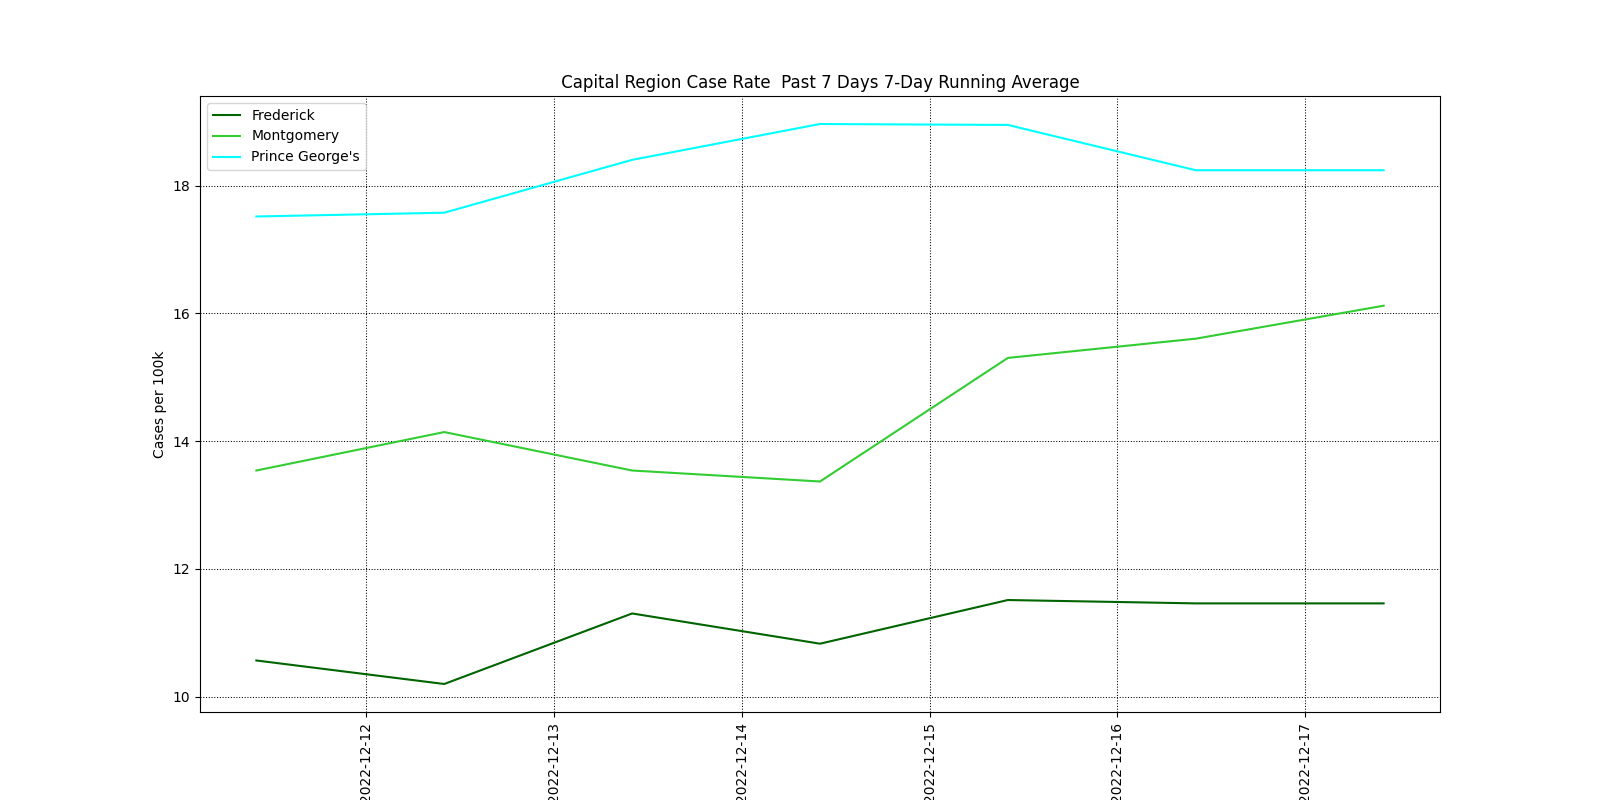 Capital Region Case Rate  Past 7 Days 7-Day Running Average
Frederick
Montgomery
Prince George's
18
16
14
12
10
Cases per 100k
2022-12-12
2022-12-13
2022-12-14
2022-12-15
2022-12-16
2022-12-17